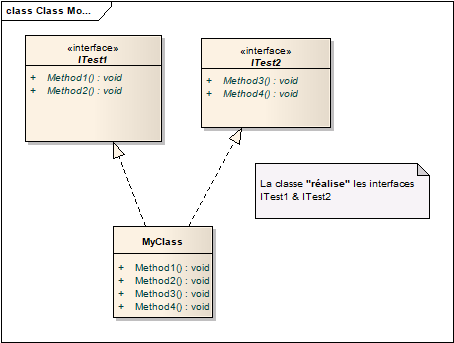 class Class Mo...
«interface»
ITest1
+ Method1() : void
+ Method2() : void
«interface»
ITest2
+ Method3() : void
+ Method4() : void
La classe "réalise" les interfaces
ITest1 & ITest2
MyClass
+ Method1() : void
+ Method2() : void
+ Method3() : void
+ Method4() : void